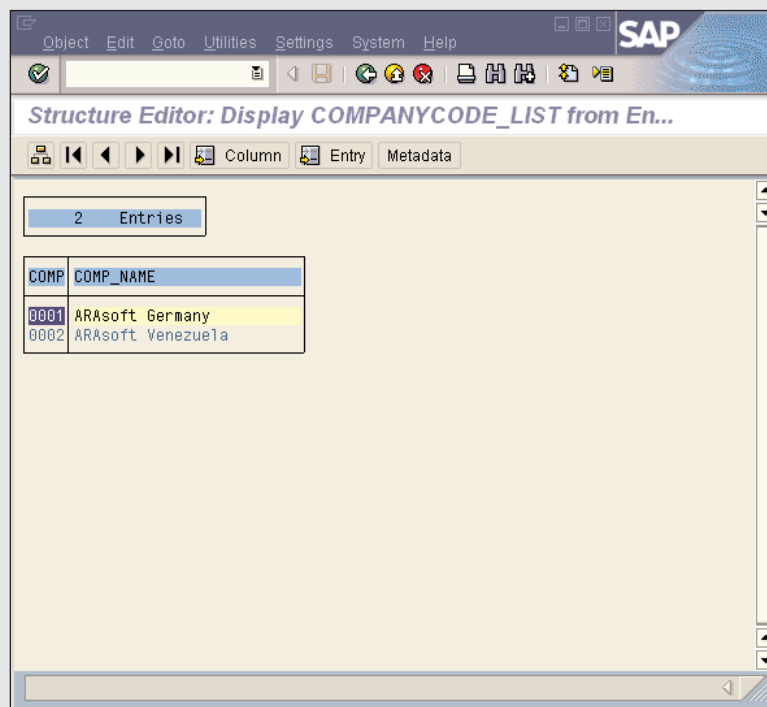 Object Edit Goto Utilities Settings System Help
SAP
Structure Editor: Display COMPANYCODE_LIST from En...
Column Entry Metadata
2 Entries
COMP COMP_NAME
0001 ARAsoft Germany
0002 ARAsoft Venezuela